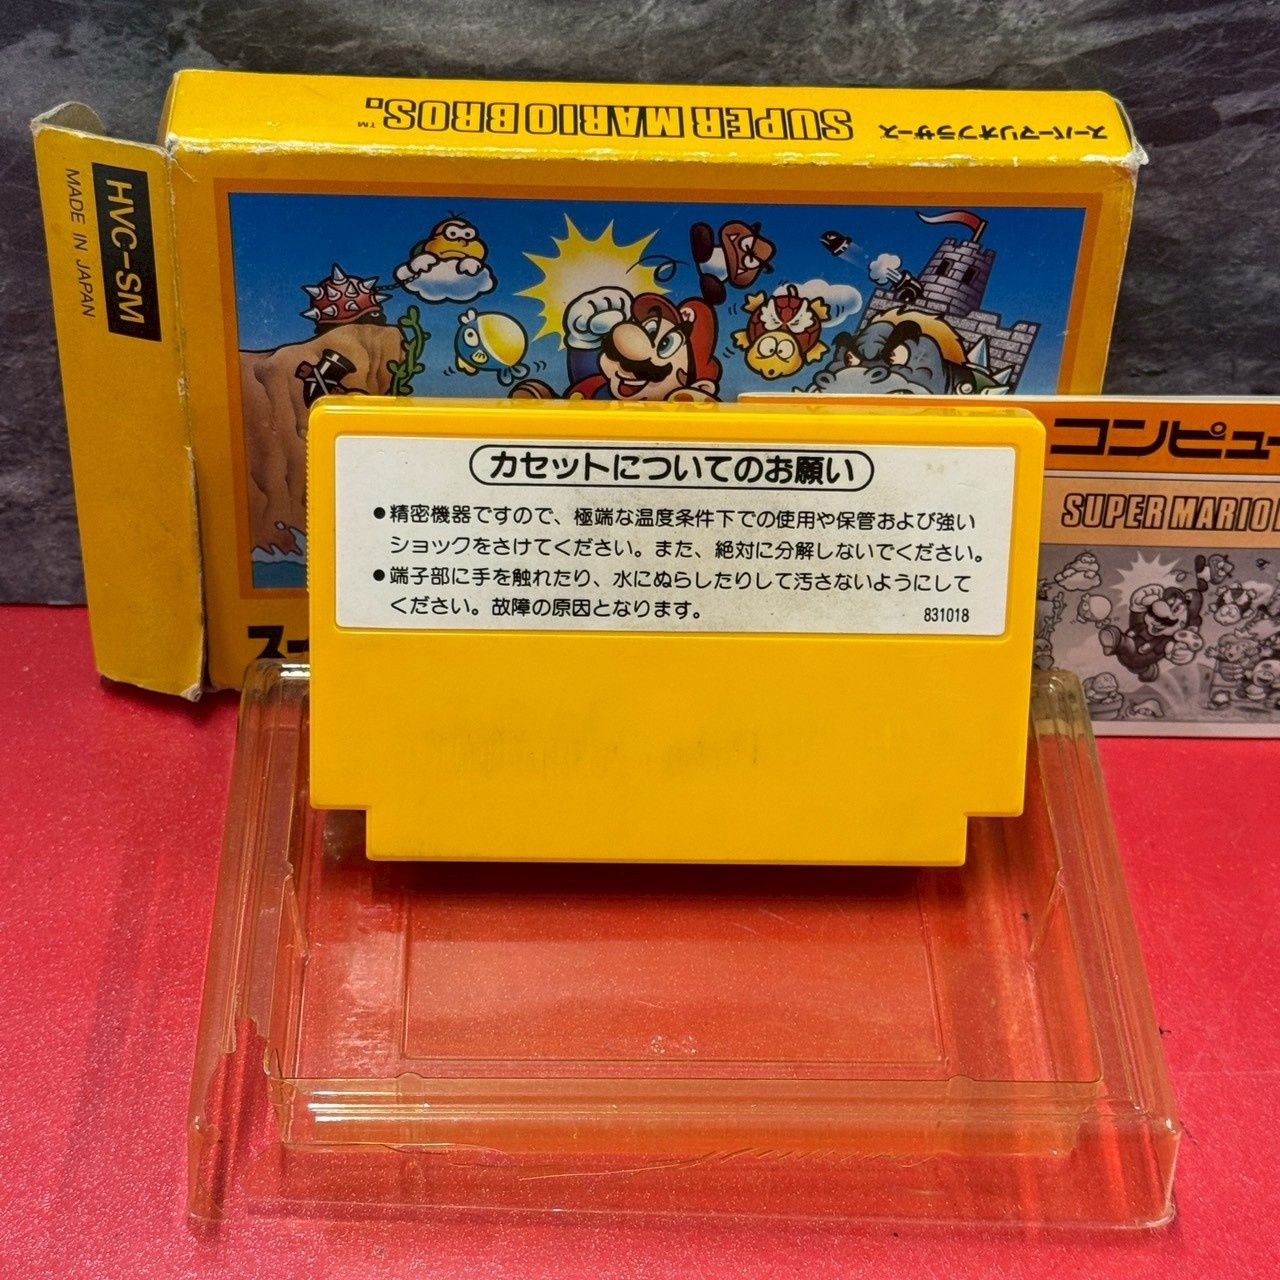 スーパーマリオブラザーズ
SUPER MARIO BROS.™
HVC-SM
MADE IN JAPAN
カセットについてのお願い
●精密機器ですので、極端な温度条件下での使用や保管および強い
ショックをさけてください。また、絶対に分解しないでください。
●端子部に手を触れたり、水にぬらしたりして汚さないようにして
ください。故障の原因となります。
831018
コンピュー
SUPER MARIO
スー